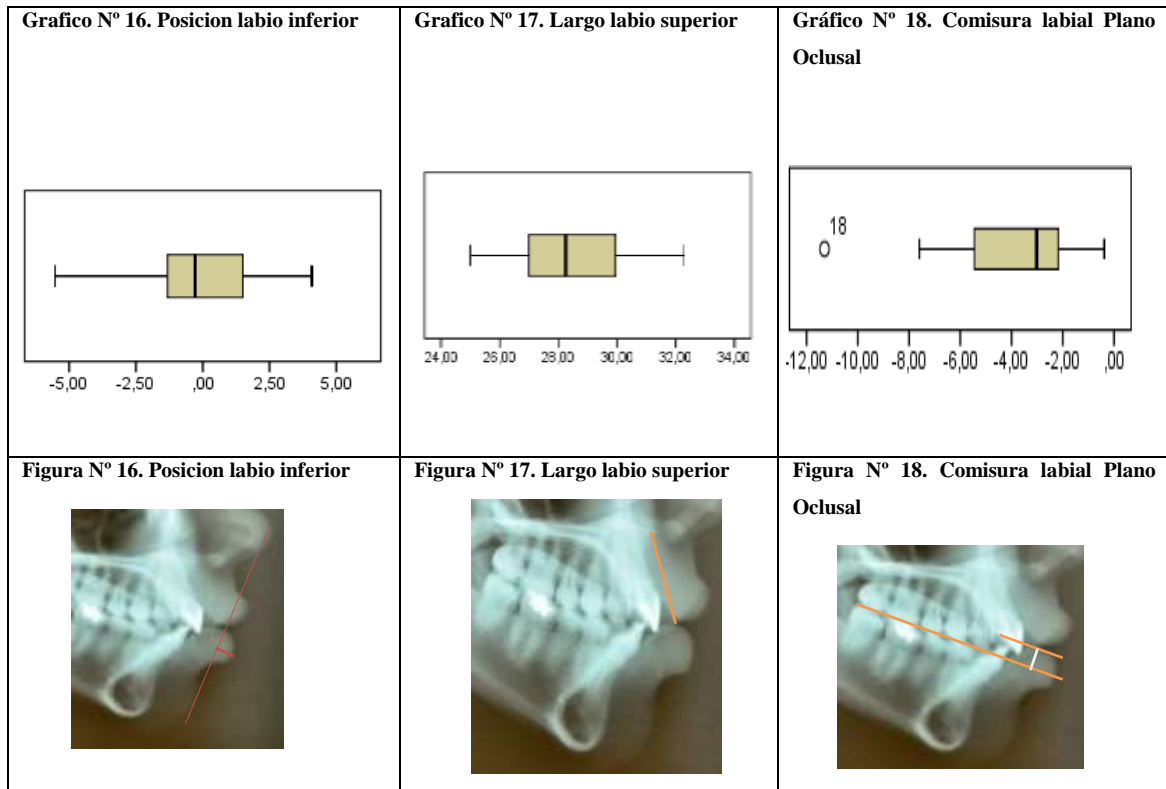 Grafico Nº 16. Posicion labio inferior
-5,00 -2,50 ,00 2,50 5,00
Grafico Nº 17. Largo labio superior
24,00 26,00 28,00 30,00 32,00 34,00
Gráfico Nº 18. Comisura labial Plano
Oclusal
18
-12,00 -10,00 -8,00 -6,00 -4,00 -2,00 ,00
Figura Nº 16. Posicion labio inferior
Figura Nº 17. Largo labio superior
Figura Nº 18. Comisura labial Plano
Oclusal